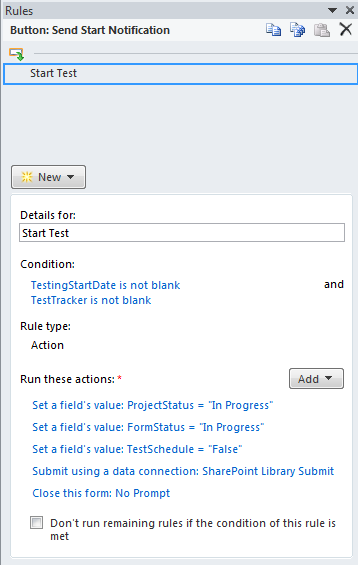 Rules
Button: Send Start Notification
Start Test
New
Details for:
Start Test
Condition:
TestingStartDate is not blank and
TestTracker is not blank
Rule type:
Action
Run these actions: *
Add
Set a field's value: ProjectStatus = "In Progress"
Set a field's value: FormStatus = "In Progress"
Set a field's value: TestSchedule = "False"
Submit using a data connection: SharePoint Library Submit
Close this form: No Prompt
Don't run remaining rules if the condition of this rule is
met